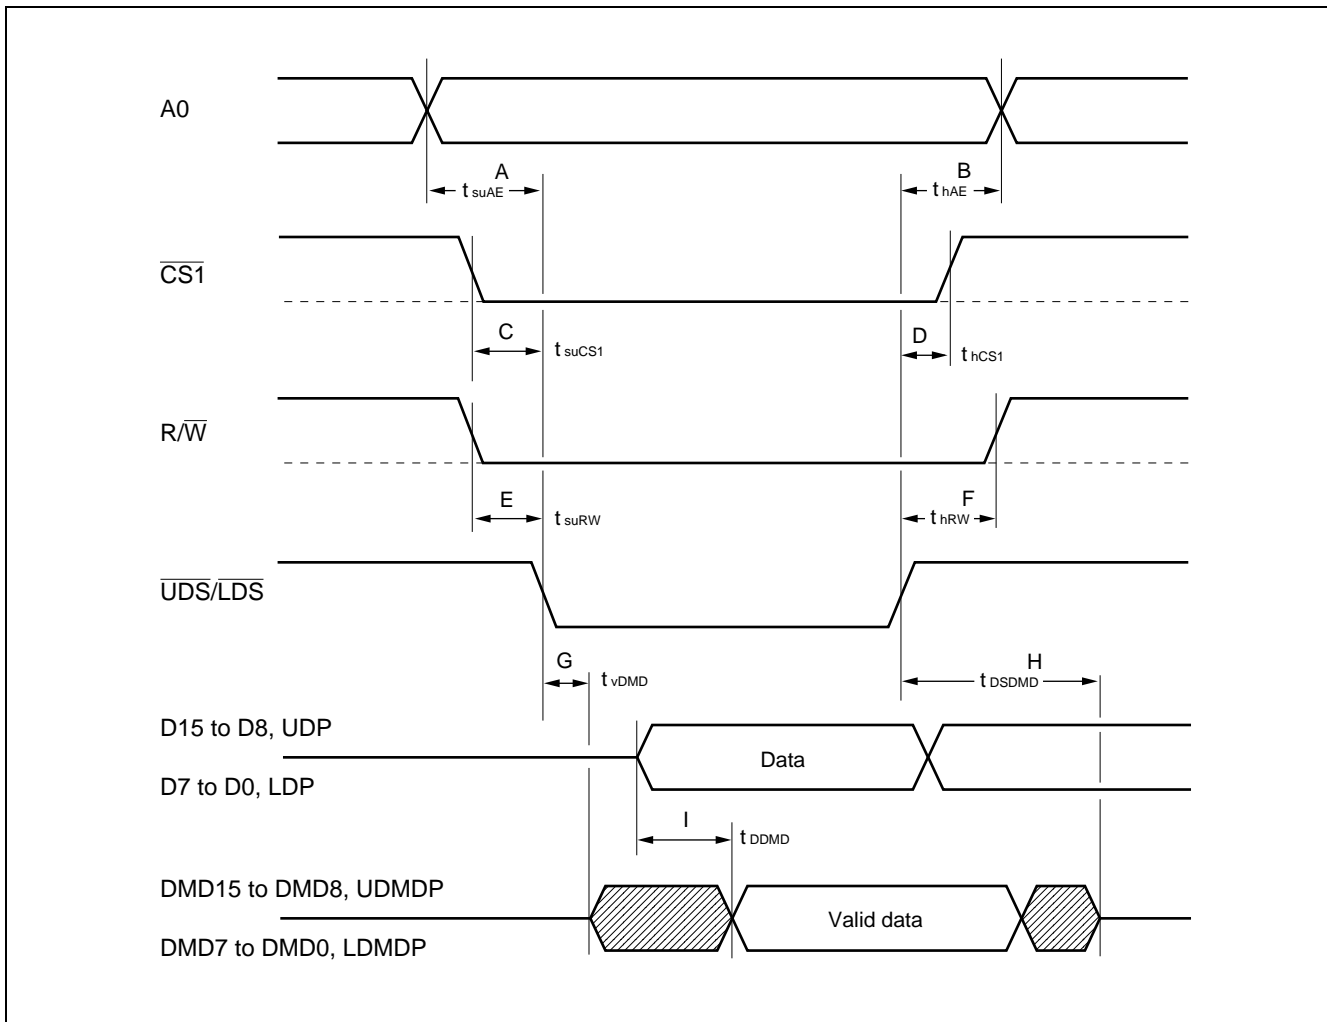 A0
A
t suAE
B
t hAE
CS1
C
t suCS1
D
t hCS1
R/W
E
t suRW
F
t hRW
UDS/LDS
G
t vDMD
H
t DSDMD
D15 to D8, UDP
Data
D7 to D0, LDP
I
t DDMD
DMD15 to DMD8, UDMDP
Valid data
DMD7 to DMD0, LDMDP